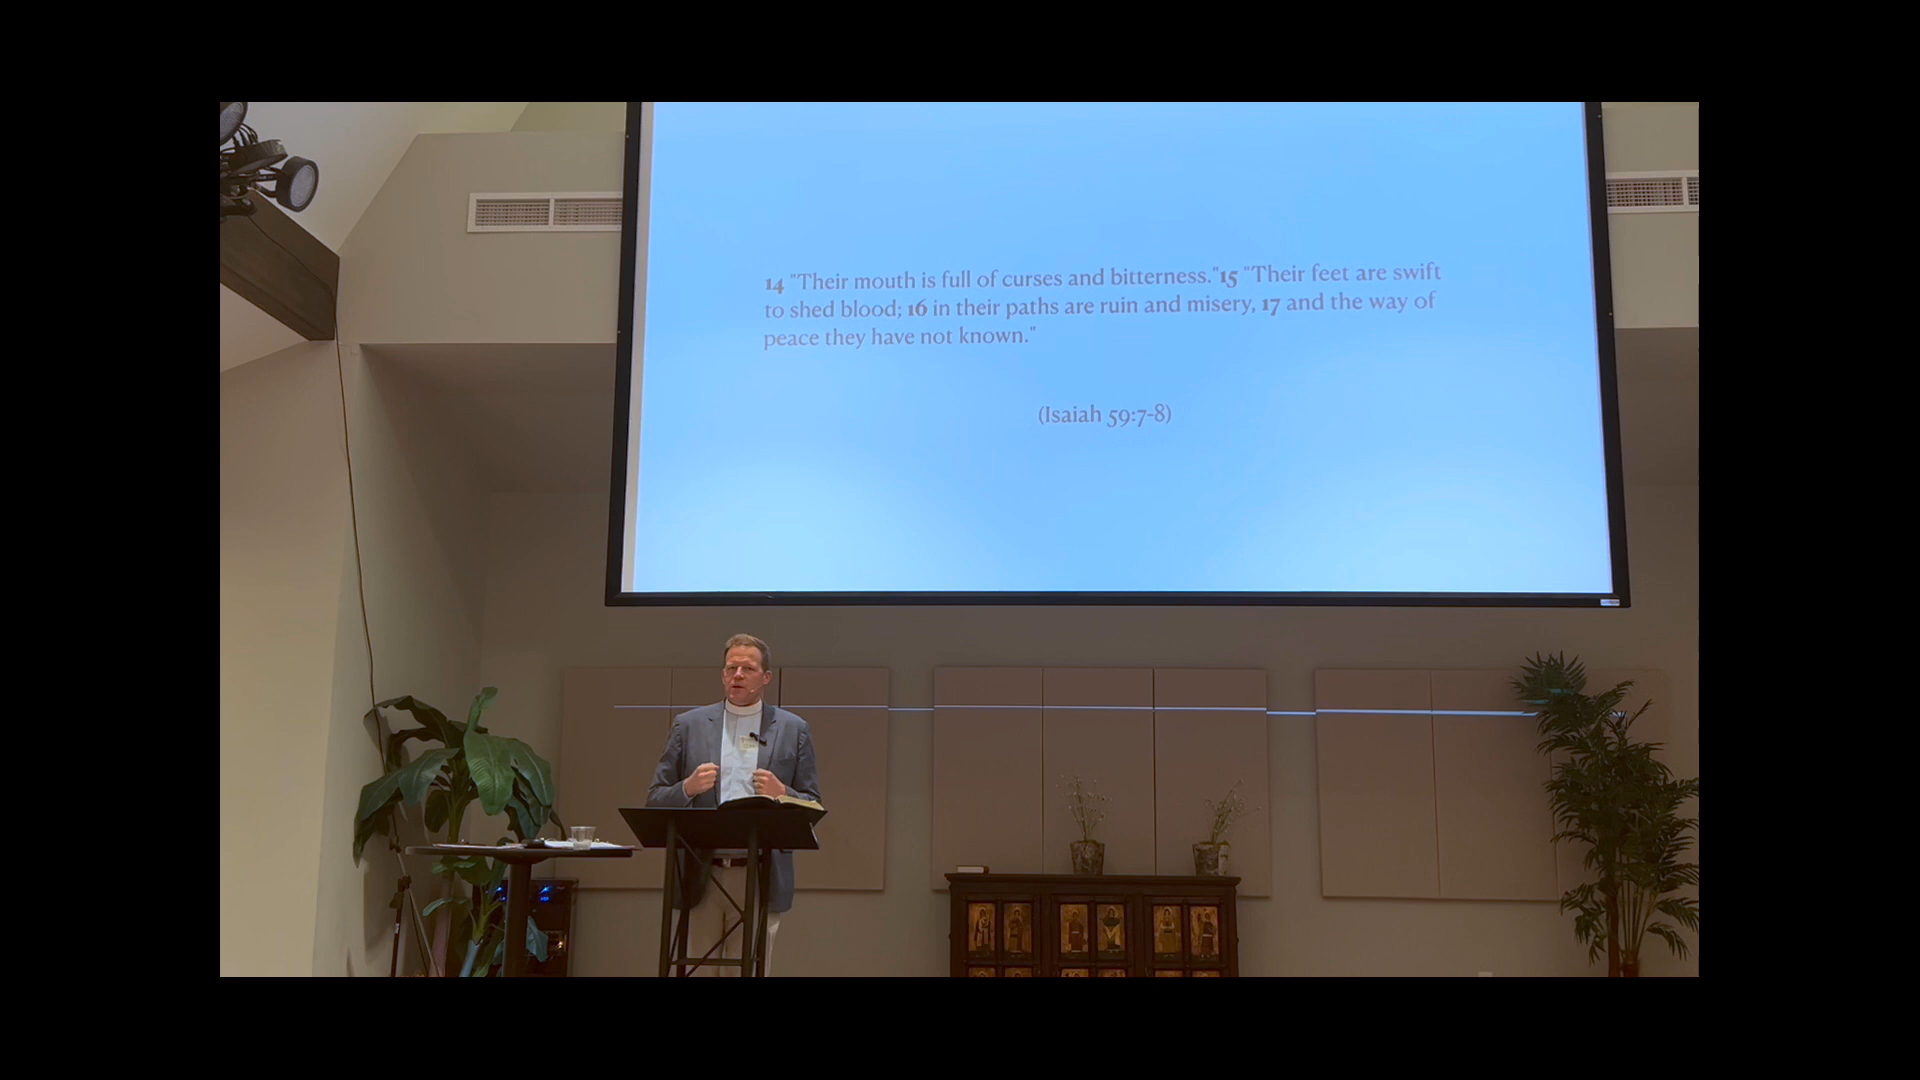 14 "Their mouth is full of curses and bitterness."15 "Their feet are swift
to shed blood; 16 in their paths are ruin and misery, 17 and the way of
peace they have not known."
(Isaiah 59:7-8)